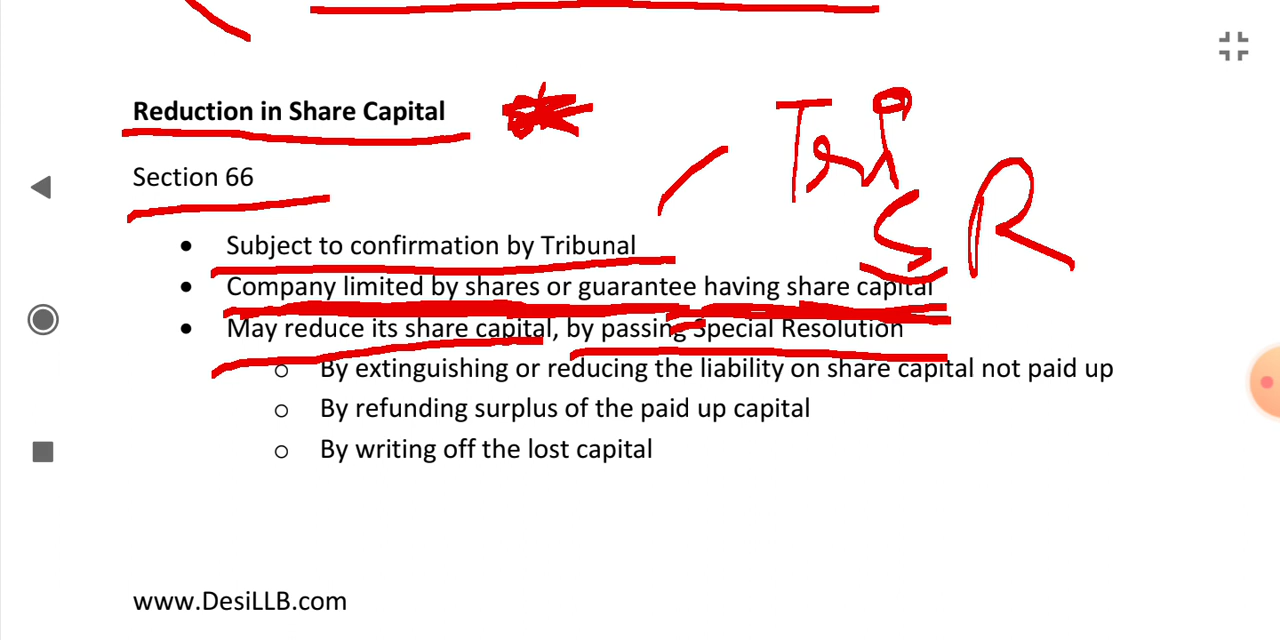 Reduction in Share Capital
Section 66
Tri
S R
• Subject to confirmation by Tribunal
• Company limited by shares or guarantee having share capital
• May reduce its share capital, by passing Special Resolution
o By extinguishing or reducing the liability on share capital not paid up
o By refunding surplus of the paid up capital
o By writing off the lost capital
www.DesiLLB.com